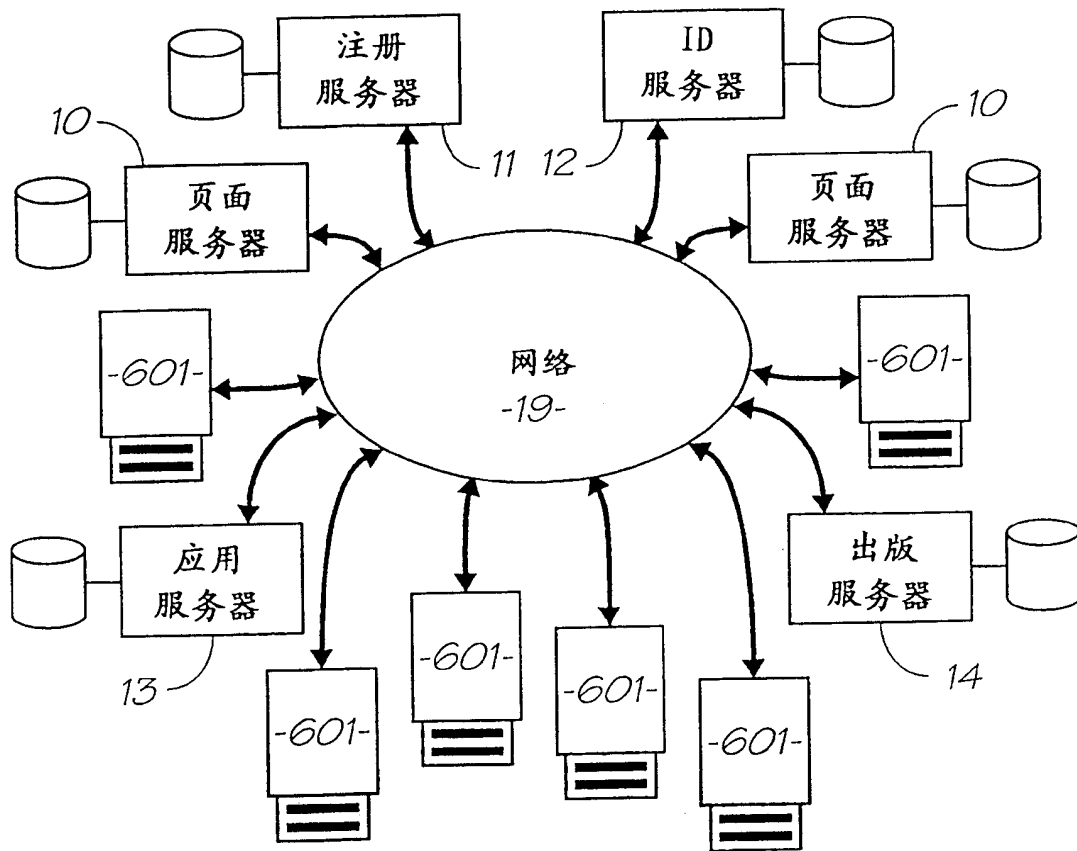 注册
服务器
ID
服务器
10
11
12
10
页面
服务器
页面
服务器
-601-
网络
-19-
-601-
应用
服务器
出版
服务器
13
14
-601-
-601-
-601-
-601-